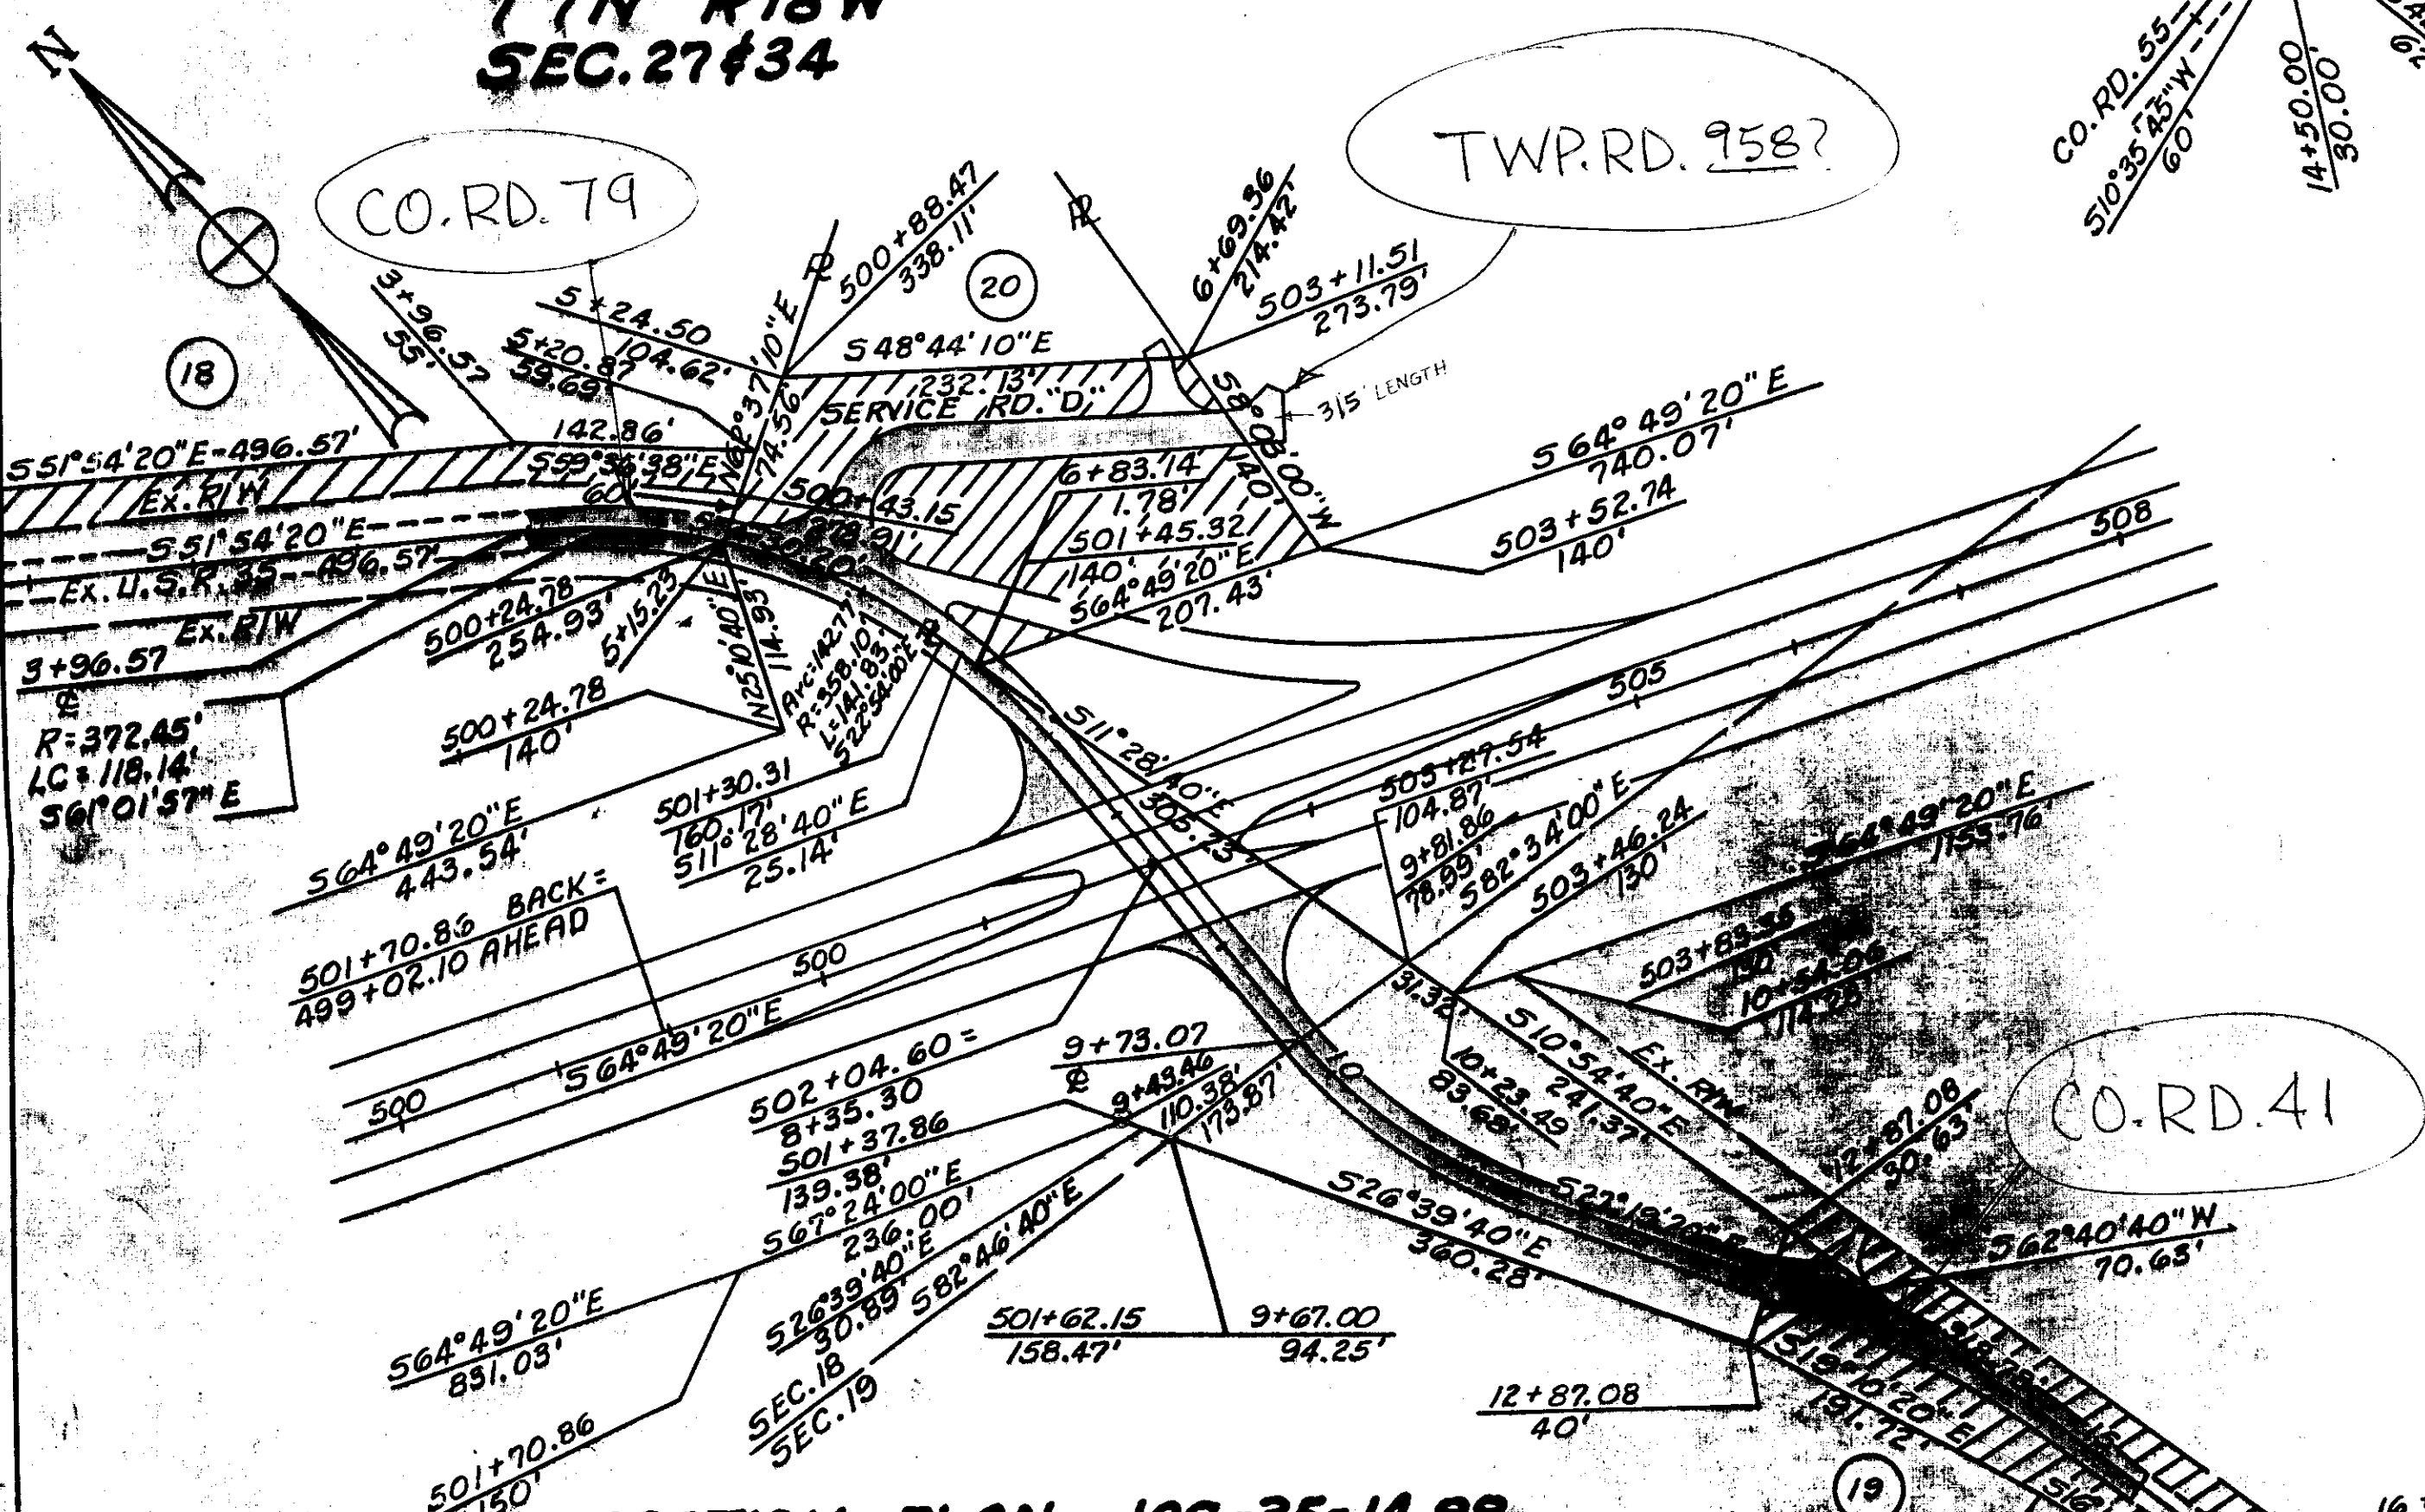 SEC. 27 & 34
N
CO. RD. 79
TWP. RD. 958?
CO. RD. 55
S10°35'45"W
60'
14+50.00
30.00'
18
3+96.57
55'
5+24.50
104.62'
5+20.87
59.69'
500+88.47
338.11'
20
6+69.36
214.42'
503+11.51
273.79'
S48°44'10"E
232.13'
SERVICE RD. "D"
315' LENGTH
S51°54'20"E-496.57'
142.86'
S59°36'38"E
60'
74.56'
Ex. R/W
S51°54'20"E
Ex. U.S.R. 35--496.57'
Ex. R/W
500+43.15
6+83.14
1.78'
501+45.32
140'
S64°49'20"E
207.43'
S8°08'00"W
140'
S64°49'20"E
740.07'
503+52.74
140'
508
505
3+96.57
R=372.45'
LC=118.14'
S61°01'57"E
500+24.78
254.93'
5+15.23
N25°10'40"E
114.93'
500+24.78
140'
S64°49'20"E
443.54'
501+30.31
160.17'
S11°28'40"E
25.14'
S11°28'40"E
305.23'
501+70.86 BACK=
499+02.10 AHEAD
500
500
S64°49'20"E
503+27.54
104.87'
9+81.86
78.99'
S82°34'00"E
503+46.24
130'
S64°49'20"E
1153.76'
10+54.06
31.32'
S10°54'40"E
241.37'
Ex. R/W
10+23.49
83.68'
10
502+04.60=
8+35.30
9+73.07
9+43.46
110.38'
173.87'
501+37.86
139.38'
S67°24'00"E
236.00'
S26°39'40"E
30.89'
S82°46'40"E
SEC. 18
SEC. 19
S64°49'20"E
831.03'
501+62.15
158.47'
9+67.00
94.25'
S26°39'40"E
360.28'
CO. RD. 41
12+87.08
30.63'
S62°40'40"W
70.63'
12+87.08
40'
S19°10'20"E
191.72'
19
501+70.86
150'